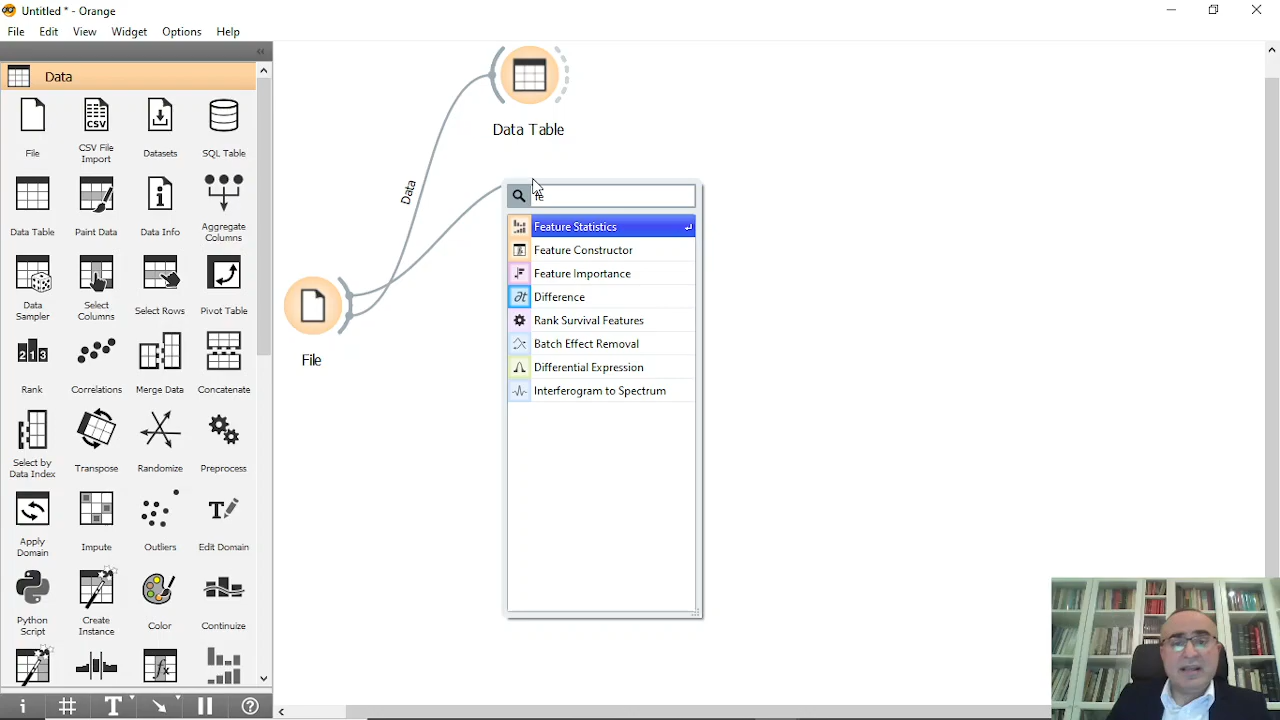 Untitled * - Orange
File Edit View Widget Options Help
Data
File
CSV File
Import
Datasets
SQL Table
Data Table
Paint Data
Data Info
Aggregate
Columns
Data
Sampler
Select
Columns
Select Rows
Pivot Table
Rank
Correlations
Merge Data
Concatenate
Select by
Data Index
Transpose
Randomize
Preprocess
Apply
Domain
Impute
Outliers
Edit Domain
Python
Script
Create
Instance
Color
Continuize
Data Table
Data
File
fe
Feature Statistics
Feature Constructor
Feature Importance
Difference
Rank Survival Features
Batch Effect Removal
Differential Expression
Interferogram to Spectrum